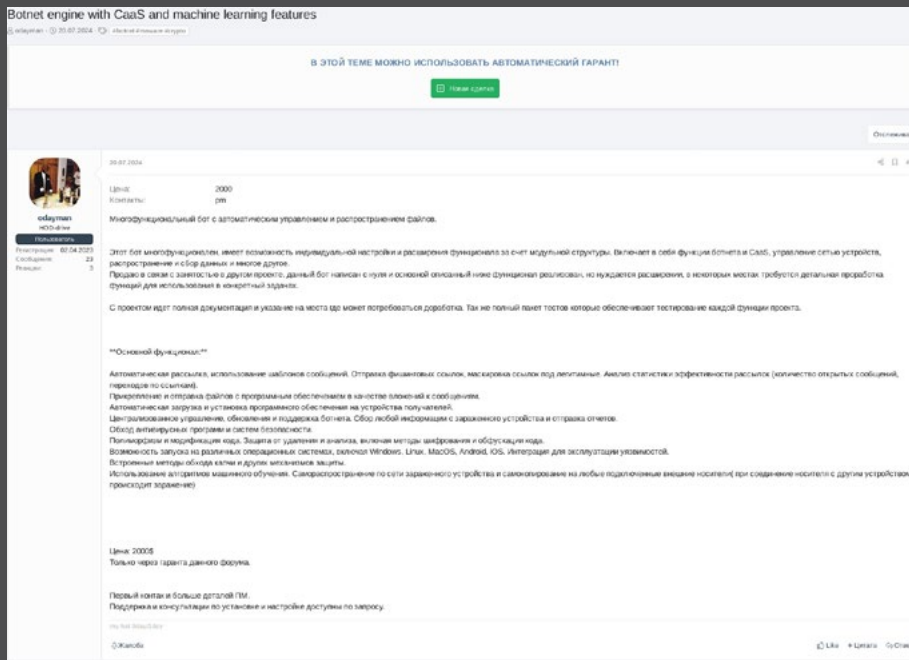 Botnet engine with CaaS and machine learning features
odayman · 20.07.2024
В ЭТОЙ ТЕМЕ МОЖНО ИСПОЛЬЗОВАТЬ АВТОМАТИЧЕСКИЙ ГАРАНТ!
Новая сделка
20.07.2024
odayman
HDD-drive
Пользователь
Регистрация: 02.04.2023
Сообщения: 23
Реакции: 3
Цена: 2000
Контакты: pm
Многофункциональный бот с автоматическим управлением и распространением файлов.
Этот бот многофункционален, имеет возможность индивидуальной настройки и расширения функционала за счет модульной структуры. Включает в себя функции ботнета и CaaS, управление сетью устройств,
распространение и сбор данных и многое другое.
Продаю в связи с занятостью в другом проекте, данный бот написан с нуля и основной описанный ниже функционал реализован, но нуждается расширении, в некоторых местах требуется детальная проработка
функций для использования в конкретный заданах.
С проектом идет полная документация и указание на места где может потребоваться доработка. Так же полный пакет тестов которые обеспечивают тестирование каждой функции проекта.
**Основной функционал:**
Автоматическая рассылка, использование шаблонов сообщений. Отправка фишинговых ссылок, маскировка ссылок под легитимные. Анализ статистики эффективности рассылок (количество открытых сообщений,
переходов по ссылкам).
Прикрепление и отправка файлов с программным обеспечением в качестве вложений к сообщениям.
Автоматическая загрузка и установка программного обеспечения на устройства получателей.
Централизованное управление, обновления и поддержка ботнета. Сбор любой информации с зараженного устройства и отправка отчетов.
Обход антивирусных программ и систем безопасности.
Полиморфизм и модификация кода. Защита от удаления и анализа, включая методы шифрования и обфускации кода.
Возможность запуска на различных операционных системах, включая Windows, Linux, MacOS, Android, iOS. Интеграция для эксплуатации уязвимостей.
Встроенные методы обхода капчи и других механизмов защиты.
Использование алгоритмов машинного обучения. Самораспространение по сети зараженного устройства и самокопирование на любые подключенные внешние носители( при соединение носителя с другим устройством
происходит заражение)
Цена: 2000$
Только через гаранта данного форума.
Первый контак и больше деталей ПМ.
Поддержка и консультации по установке и настройке доступны по запросу.
Жалоба
Like + Цитата